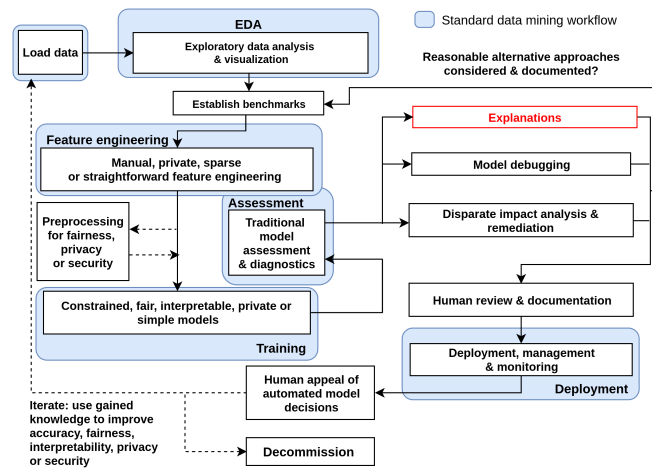 EDA
Standard data mining workflow
Load data
Exploratory data analysis
& visualization
Reasonable alternative approaches
considered & documented?
Establish benchmarks
Explanations
Feature engineering
Manual, private, sparse
or straightforward feature engineering
Model debugging
Assessment
Traditional
model
assessment
& diagnostics
Disparate impact analysis &
remediation
Preprocessing
for fairness,
privacy
or security
Human review & documentation
Constrained, fair, interpretable, private or
simple models
Training
Deployment, management
& monitoring
Deployment
Human appeal of
automated model
decisions
Iterate: use gained
knowledge to improve
accuracy, fairness,
interpretability, privacy
or security
Decommission